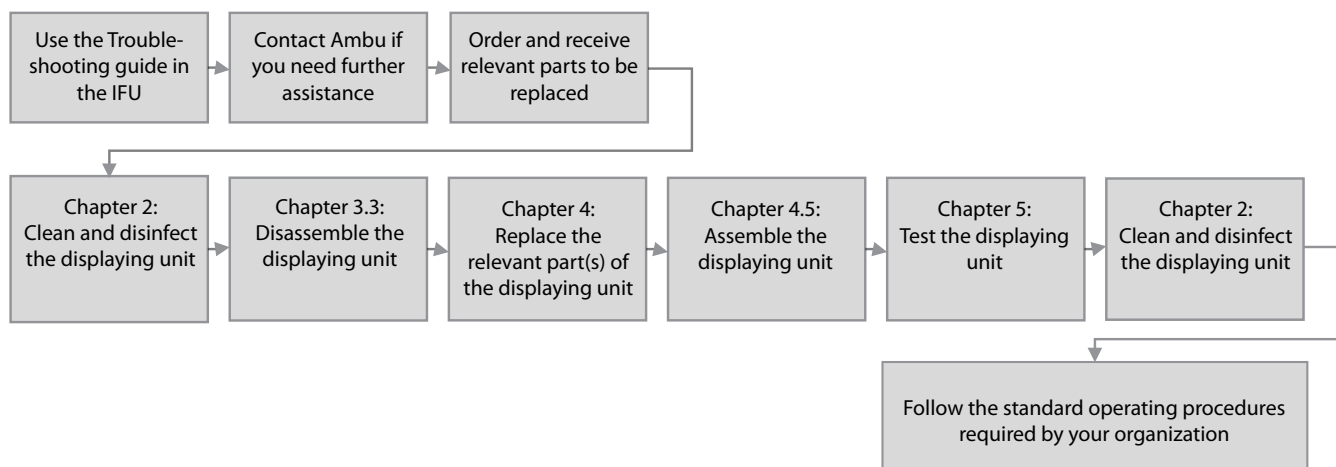 Use the Trouble-
shooting guide in
the IFU
Contact Ambu if
you need further
assistance
Order and receive
relevant parts to be
replaced
Chapter 2:
Clean and disinfect
the displaying unit
Chapter 3.3:
Disassemble the
displaying unit
Chapter 4:
Replace the
relevant part(s) of
the displaying unit
Chapter 4.5:
Assemble the
displaying unit
Chapter 5:
Test the displaying
unit
Chapter 2:
Clean and disinfect
the displaying unit
Follow the standard operating procedures
required by your organization